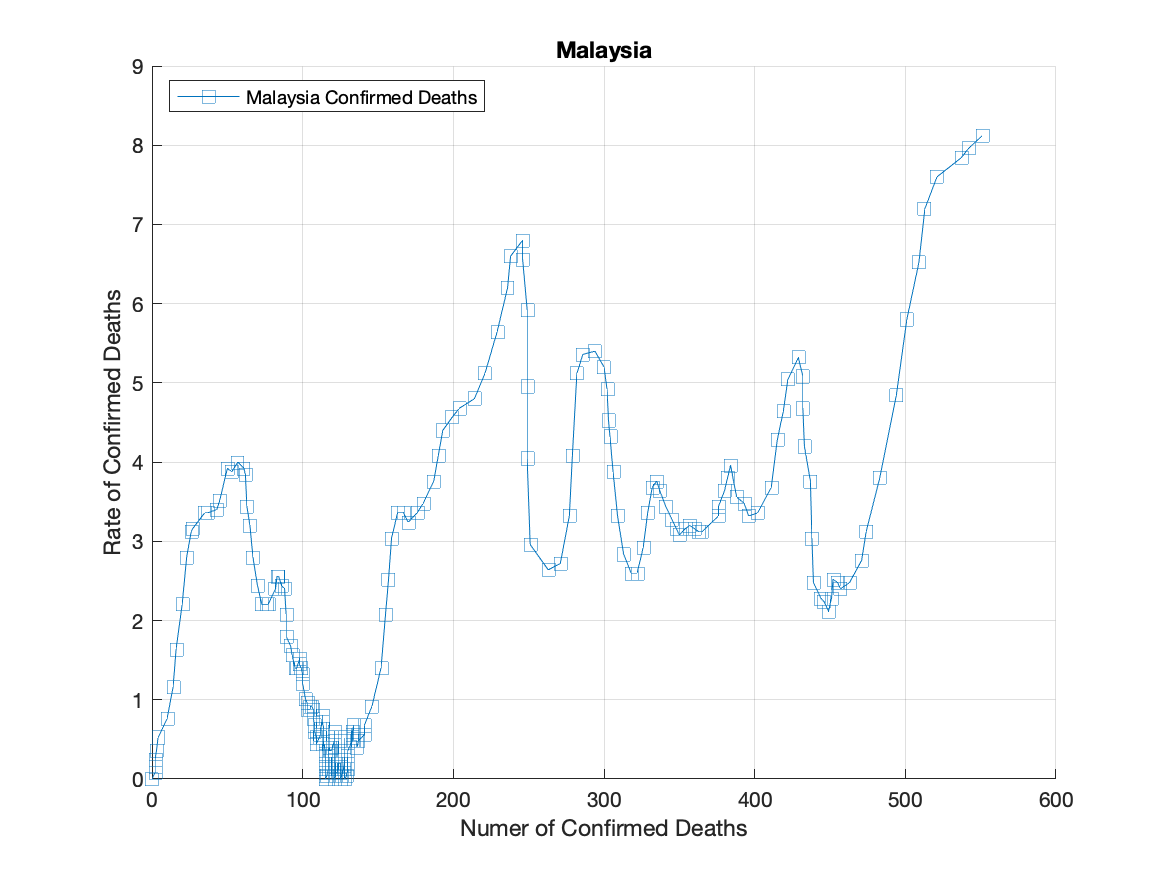 Malaysia
Malaysia Confirmed Deaths
9
8
7
6
5
4
3
2
1
0
Rate of Confirmed Deaths
0 100 200 300 400 500 600
Numer of Confirmed Deaths